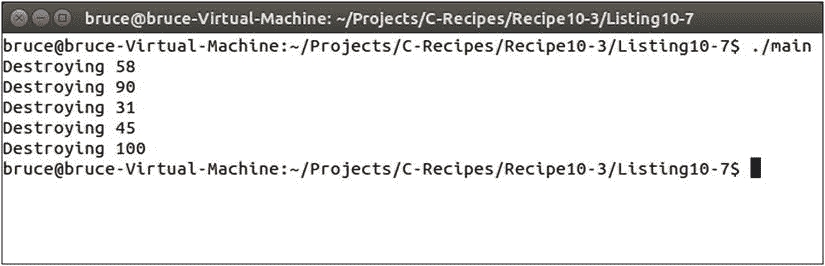 bruce@bruce-Virtual-Machine: ~/Projects/C-Recipes/Recipe10-3/Listing10-7
bruce@bruce-Virtual-Machine:~/Projects/C-Recipes/Recipe10-3/Listing10-7$ ./main
Destroying 58
Destroying 90
Destroying 31
Destroying 45
Destroying 100
bruce@bruce-Virtual-Machine:~/Projects/C-Recipes/Recipe10-3/Listing10-7$